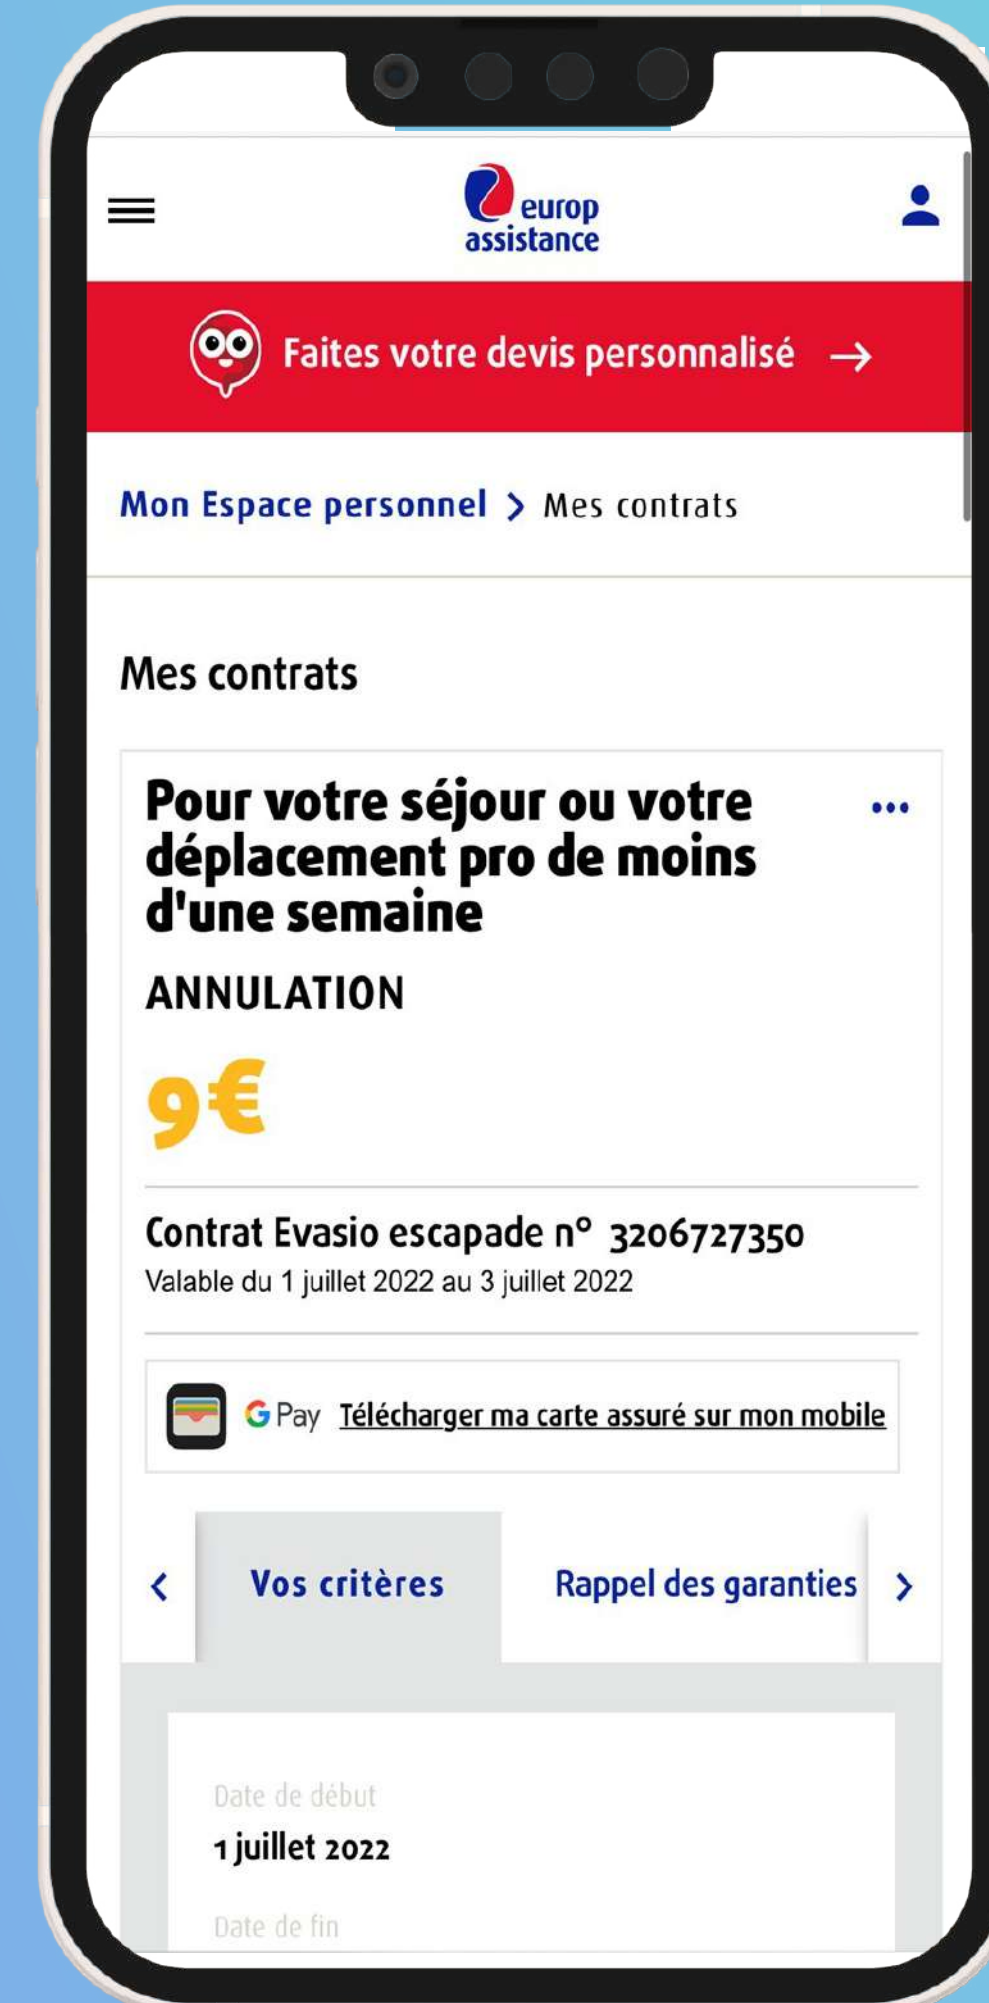 europ
assistance
Faites votre devis personnalisé →
Mon Espace personnel > Mes contrats
Mes contrats
Pour votre séjour ou votre
déplacement pro de moins
d'une semaine
ANNULATION
9€
Contrat Evasio escapade n° 3206727350
Valable du 1 juillet 2022 au 3 juillet 2022
G Pay Télécharger ma carte assuré sur mon mobile
Vos critères
Rappel des garanties
Date de début
1 juillet 2022
Date de fin